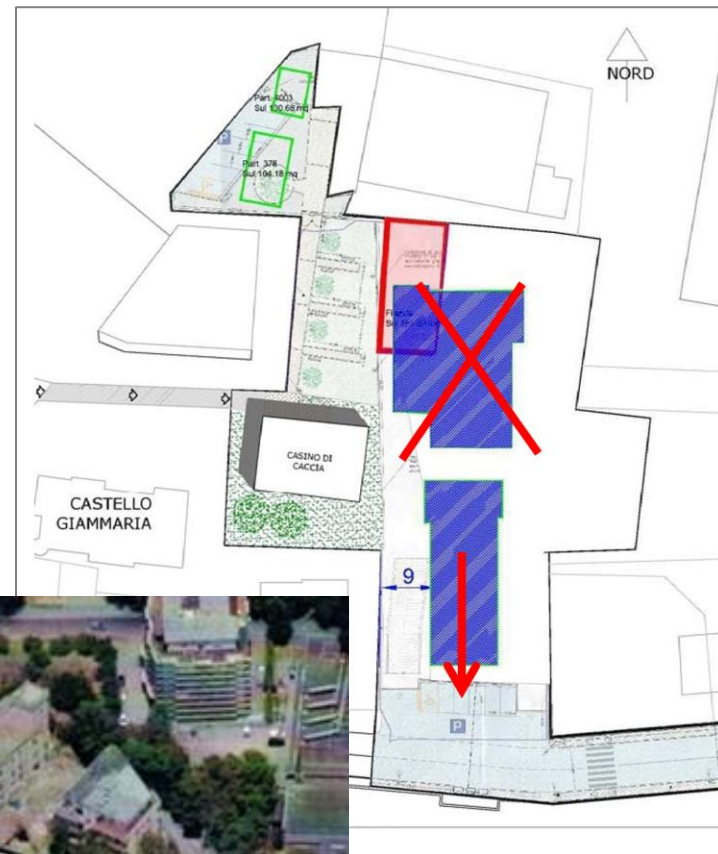 NORD
Part. 4003
Sul 130.68 mq
P
Part. 376
Sul 104.18 mq
CASINO DI
CACCIA
CASTELLO
GIAMMARIA
9
P